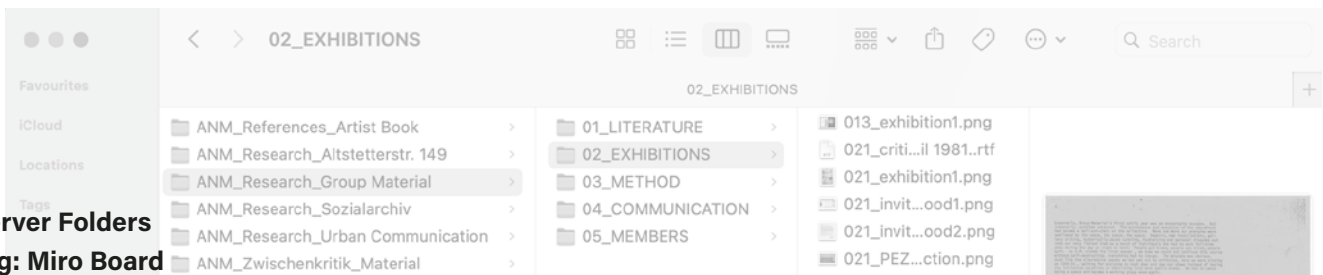 02_EXHIBITIONS
Search
Favourites
02_EXHIBITIONS
iCloud
Locations
Tags
ANM_References_Artist Book
ANM_Research_Altstetterstr. 149
ANM_Research_Group Material
ANM_Research_Sozialarchiv
ANM_Research_Urban Communication
ANM_Zwischenkritik_Material
01_LITERATURE
02_EXHIBITIONS
03_METHOD
04_COMMUNICATION
05_MEMBERS
013_exhibition1.png
021_criti...il 1981..rtf
021_exhibition1.png
021_invit...ood1.png
021_invit...ood2.png
021_PEZ...ction.png
rver Folders
g: Miro Board